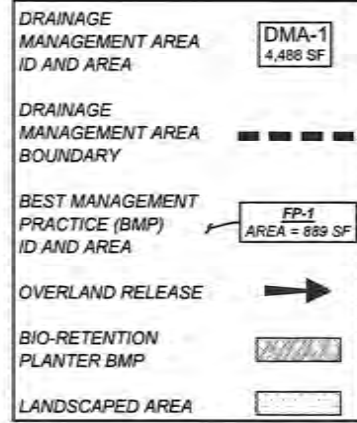 DRAINAGE
MANAGEMENT AREA
ID AND AREA
DMA-1
4,488 SF
DRAINAGE
MANAGEMENT AREA
BOUNDARY
BEST MANAGEMENT
PRACTICE (BMP)
ID AND AREA
FP-1
AREA = 889 SF
OVERLAND RELEASE
BIO-RETENTION
PLANTER BMP
LANDSCAPED AREA